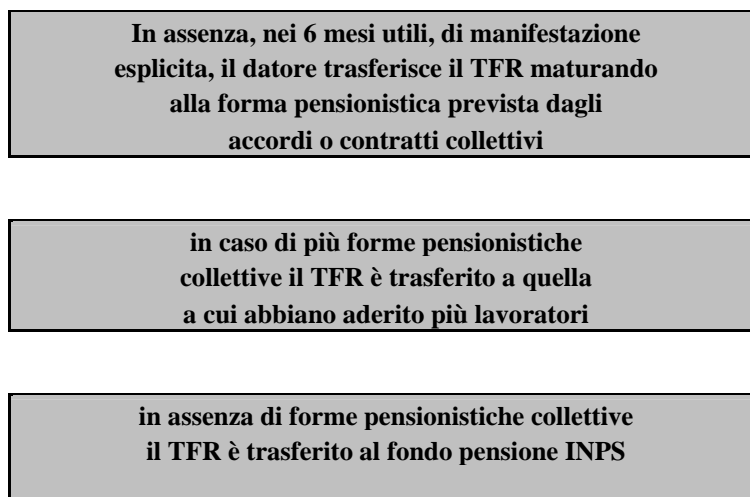 In assenza, nei 6 mesi utili, di manifestazione
esplicita, il datore trasferisce il TFR maturando
alla forma pensionistica prevista dagli
accordi o contratti collettivi
in caso di più forme pensionistiche
collettive il TFR è trasferito a quella
a cui abbiano aderito più lavoratori
in assenza di forme pensionistiche collettive
il TFR è trasferito al fondo pensione INPS